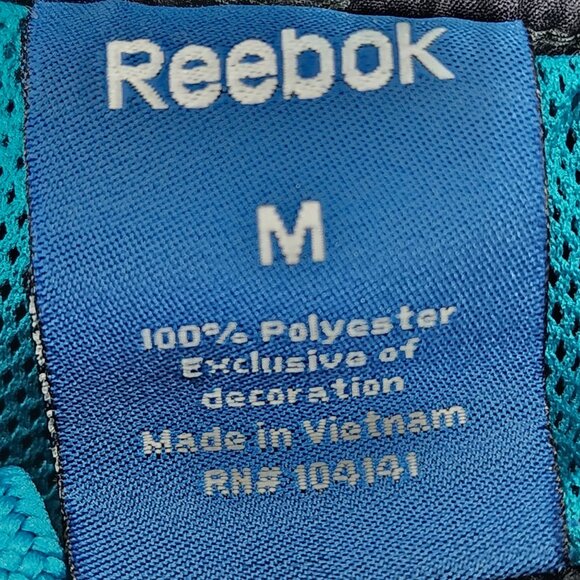 Reebok
M
100% Polyester
Exclusive of
decoration
Made in Vietnam
RN# 104141